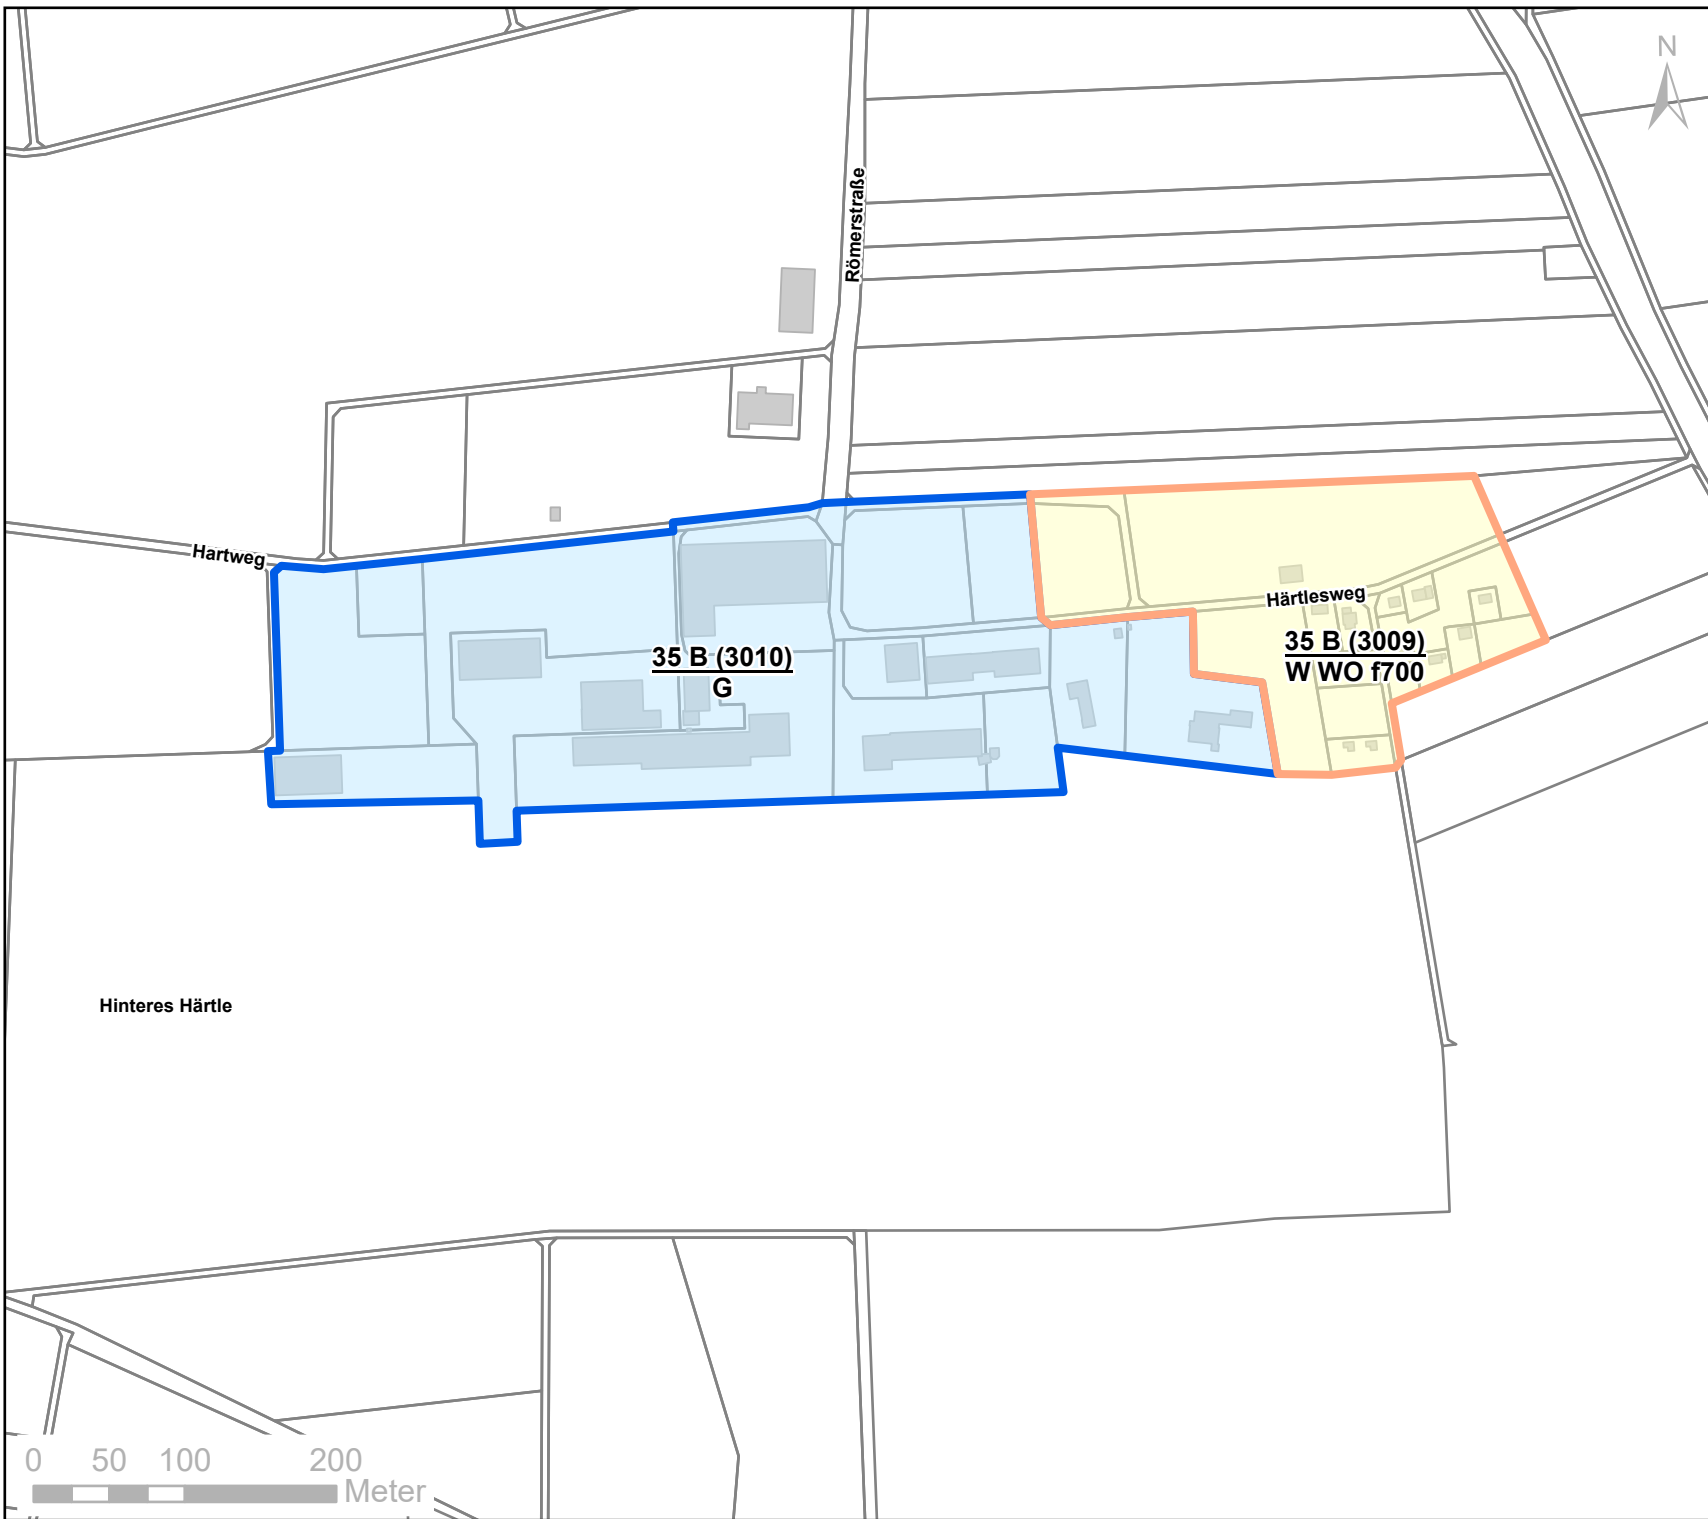 N
Römerstraße
Hartweg
Härtlesweg
35 B (3009)
W WO f700
35 B (3010)
G
Hinteres Härtle
0 50 100 200
Meter